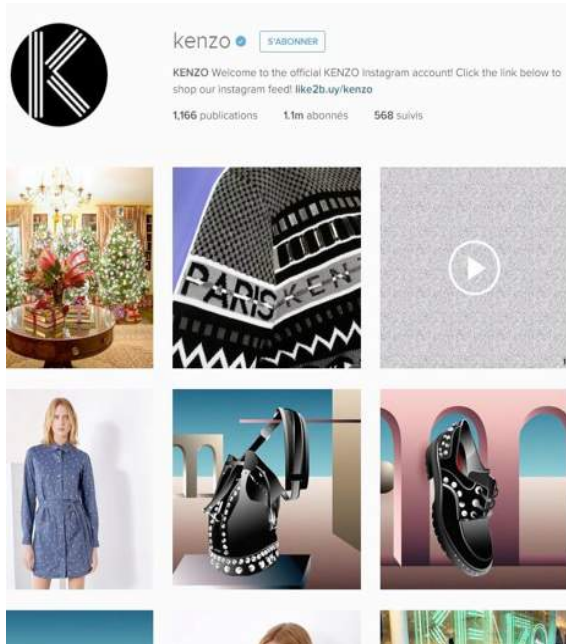 kenzo S'ABONNER
KENZO Welcome to the official KENZO Instagram account! Click the link below to
shop our instagram feed! like2b.uy/kenzo
1,166 publications 1.1m abonnés 568 suivis
PARIS KEN
KENZO